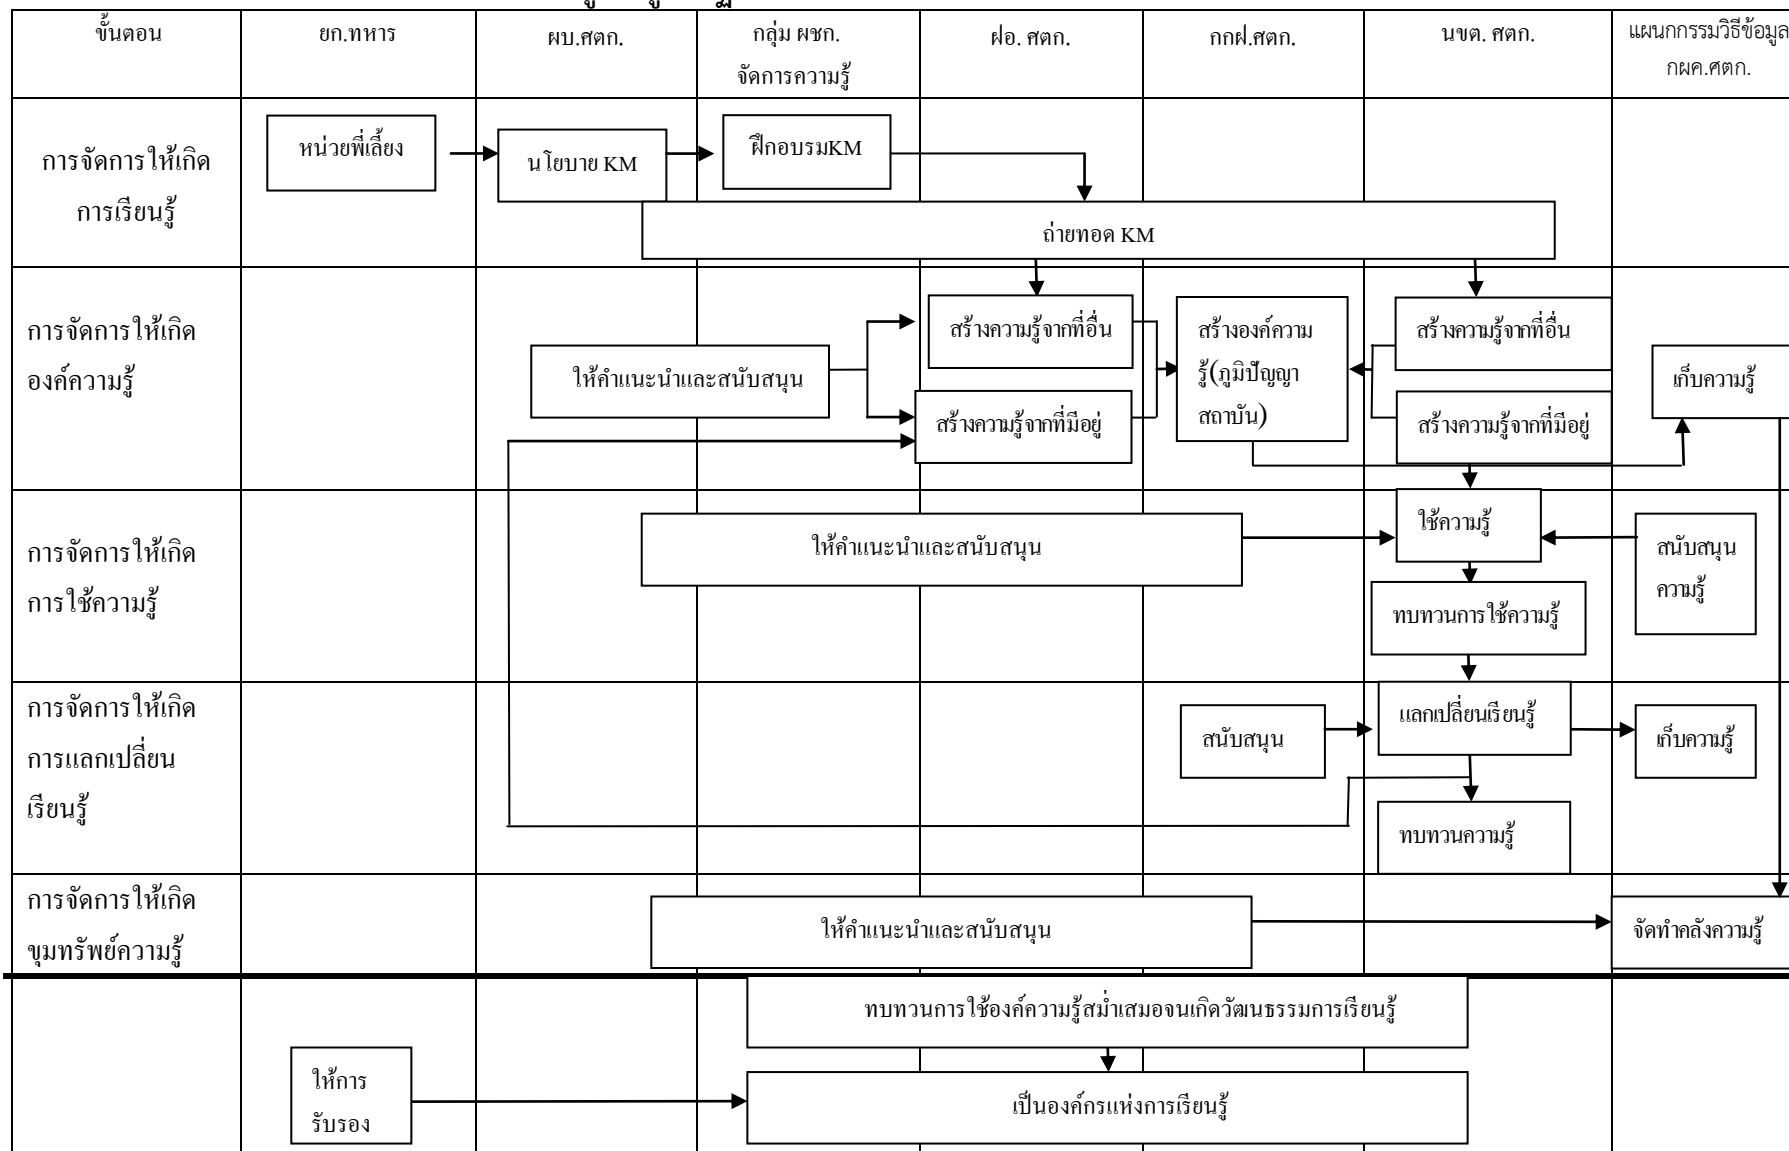 ขั้นตอน
ยก.ทหาร
ผบ.ศตก.
กลุ่ม ผชก.
จัดการความรู้
ฝอ. ศตก.
กกฝ.ศตก.
นขต. ศตก.
แผนกกรรมวิธีข้อมูล
กผค.ศตก.
การจัดการให้เกิด
การเรียนรู้
หน่วยพี่เลี้ยง
นโยบาย KM
ฝึกอบรมKM
ถ่ายทอด KM
การจัดการให้เกิด
องค์ความรู้
ให้คำแนะนำและสนับสนุน
สร้างความรู้จากที่อื่น
สร้างความรู้จากที่มีอยู่
สร้างองค์ความ
รู้(ภูมิปัญญา
สถาบัน)
สร้างความรู้จากที่อื่น
สร้างความรู้จากที่มีอยู่
เก็บความรู้
การจัดการให้เกิด
การใช้ความรู้
ให้คำแนะนำและสนับสนุน
ใช้ความรู้
ทบทวนการใช้ความรู้
สนับสนุน
ความรู้
การจัดการให้เกิด
การแลกเปลี่ยน
เรียนรู้
สนับสนุน
แลกเปลี่ยนเรียนรู้
ทบทวนความรู้
เก็บความรู้
การจัดการให้เกิด
ขุมทรัพย์ความรู้
ให้คำแนะนำและสนับสนุน
จัดทำคลังความรู้
ทบทวนการใช้องค์ความรู้สม่ำเสมอจนเกิดวัฒนธรรมการเรียนรู้
ให้การ
รับรอง
เป็นองค์กรแห่งการเรียนรู้